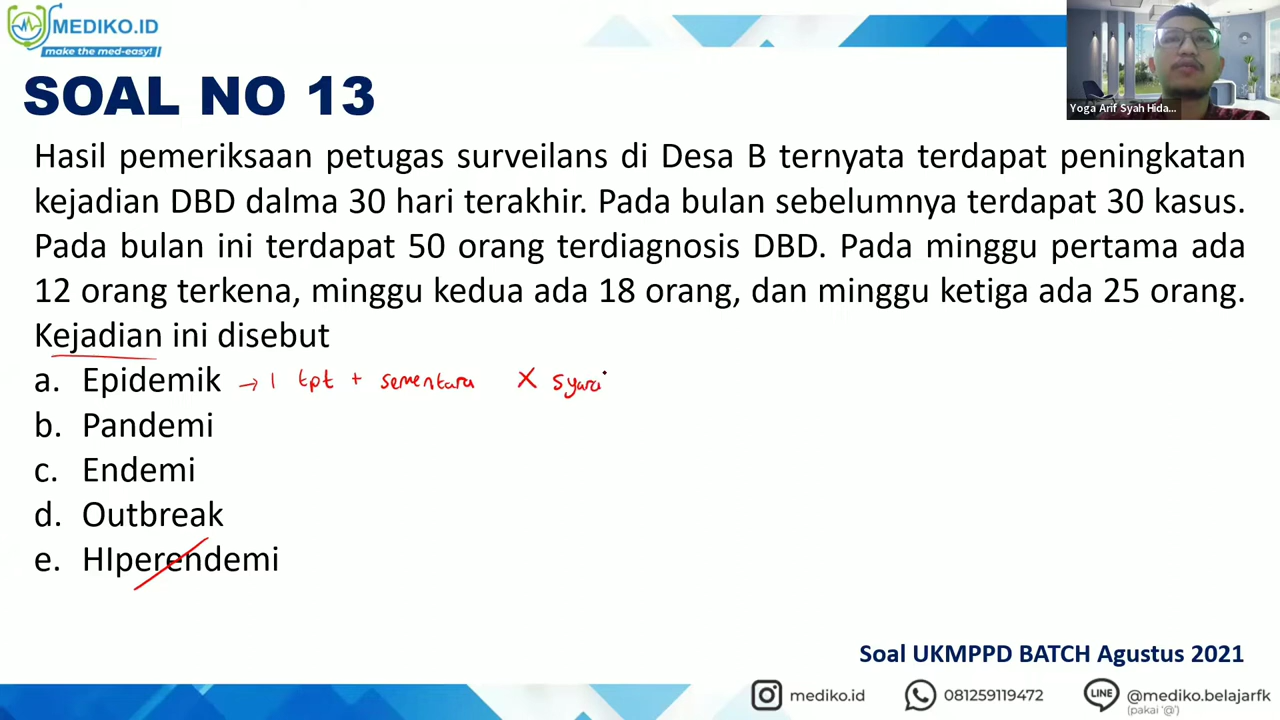 MEDIKO.ID
make the med-easy!
Yoga Arif Syah Hida...
SOAL NO 13
Hasil pemeriksaan petugas surveilans di Desa B ternyata terdapat peningkatan
kejadian DBD dalma 30 hari terakhir. Pada bulan sebelumnya terdapat 30 kasus.
Pada bulan ini terdapat 50 orang terdiagnosis DBD. Pada minggu pertama ada
12 orang terkena, minggu kedua ada 18 orang, dan minggu ketiga ada 25 orang.
Kejadian ini disebut
a. Epidemik → 1 tpt + sementara X syara
b. Pandemi
c. Endemi
d. Outbreak
e. HIperendemi
Soal UKMPPD BATCH Agustus 2021
mediko.id
081259119472
LINE
@mediko.belajarfk
(pakai '@')